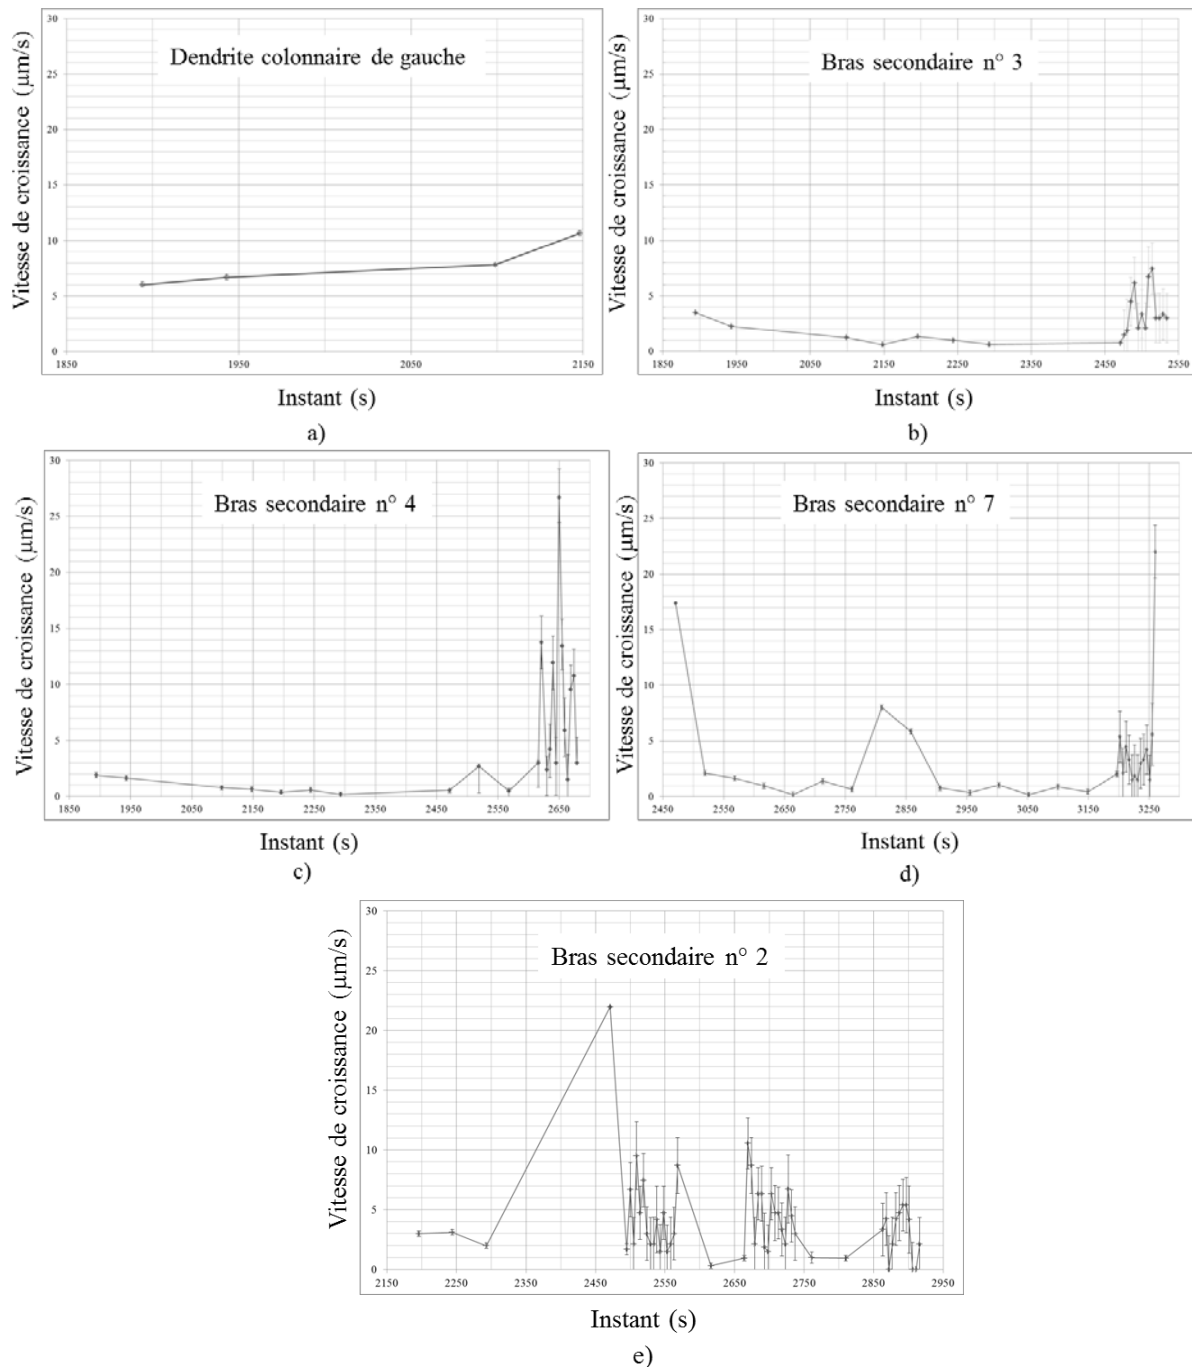 Dendrite colonnaire de gauche
Vitesse de croissance (µm/s)
30
25
20
15
10
5
0
1850 1950 2050 2150
Instant (s)
a)
Bras secondaire n° 3
Vitesse de croissance (µm/s)
30
25
20
15
10
5
0
1850 1950 2050 2150 2250 2350 2450 2550
Instant (s)
b)
Bras secondaire n° 4
Vitesse de croissance (µm/s)
30
25
20
15
10
5
0
1850 1950 2050 2150 2250 2350 2450 2550 2650
Instant (s)
c)
Bras secondaire n° 7
Vitesse de croissance (µm/s)
30
25
20
15
10
5
0
2450 2550 2650 2750 2850 2950 3050 3150 3250
Instant (s)
d)
Bras secondaire n° 2
Vitesse de croissance (µm/s)
30
25
20
15
10
5
0
2150 2250 2350 2450 2550 2650 2750 2850 2950
Instant (s)
e)